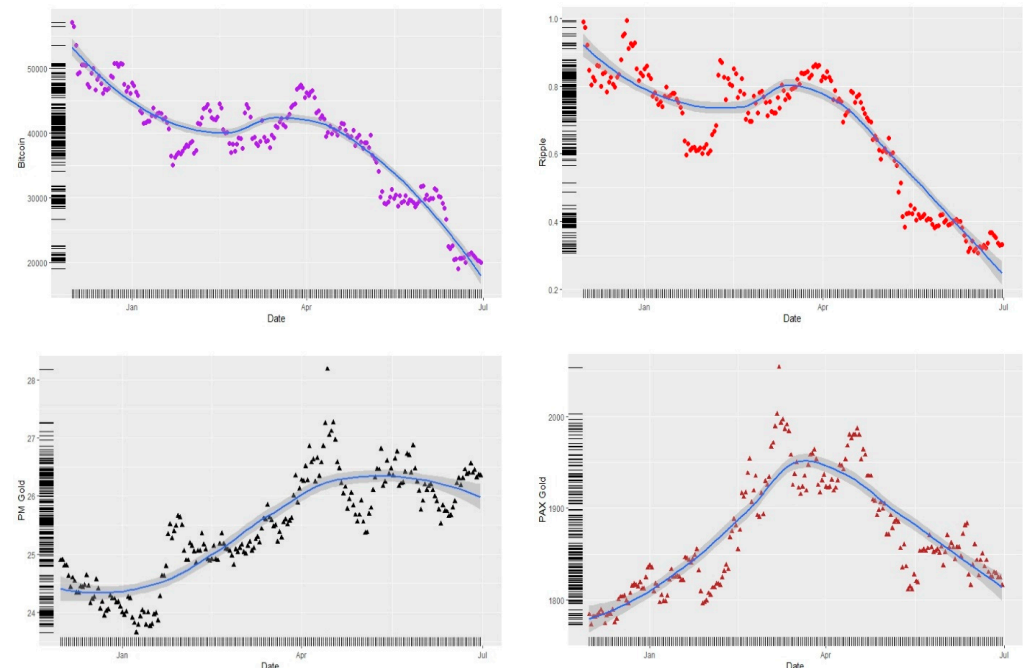 50000
40000
30000
20000
Bitcoin
Jan
Apr
Jul
Date
1.0
0.8
0.6
0.4
0.2
Ripple
Jan
Apr
Jul
Date
28
27
26
25
24
PM Gold
Jan
Apr
Jul
Date
2000
1900
1800
PAX Gold
Jan
Apr
Jul
Date